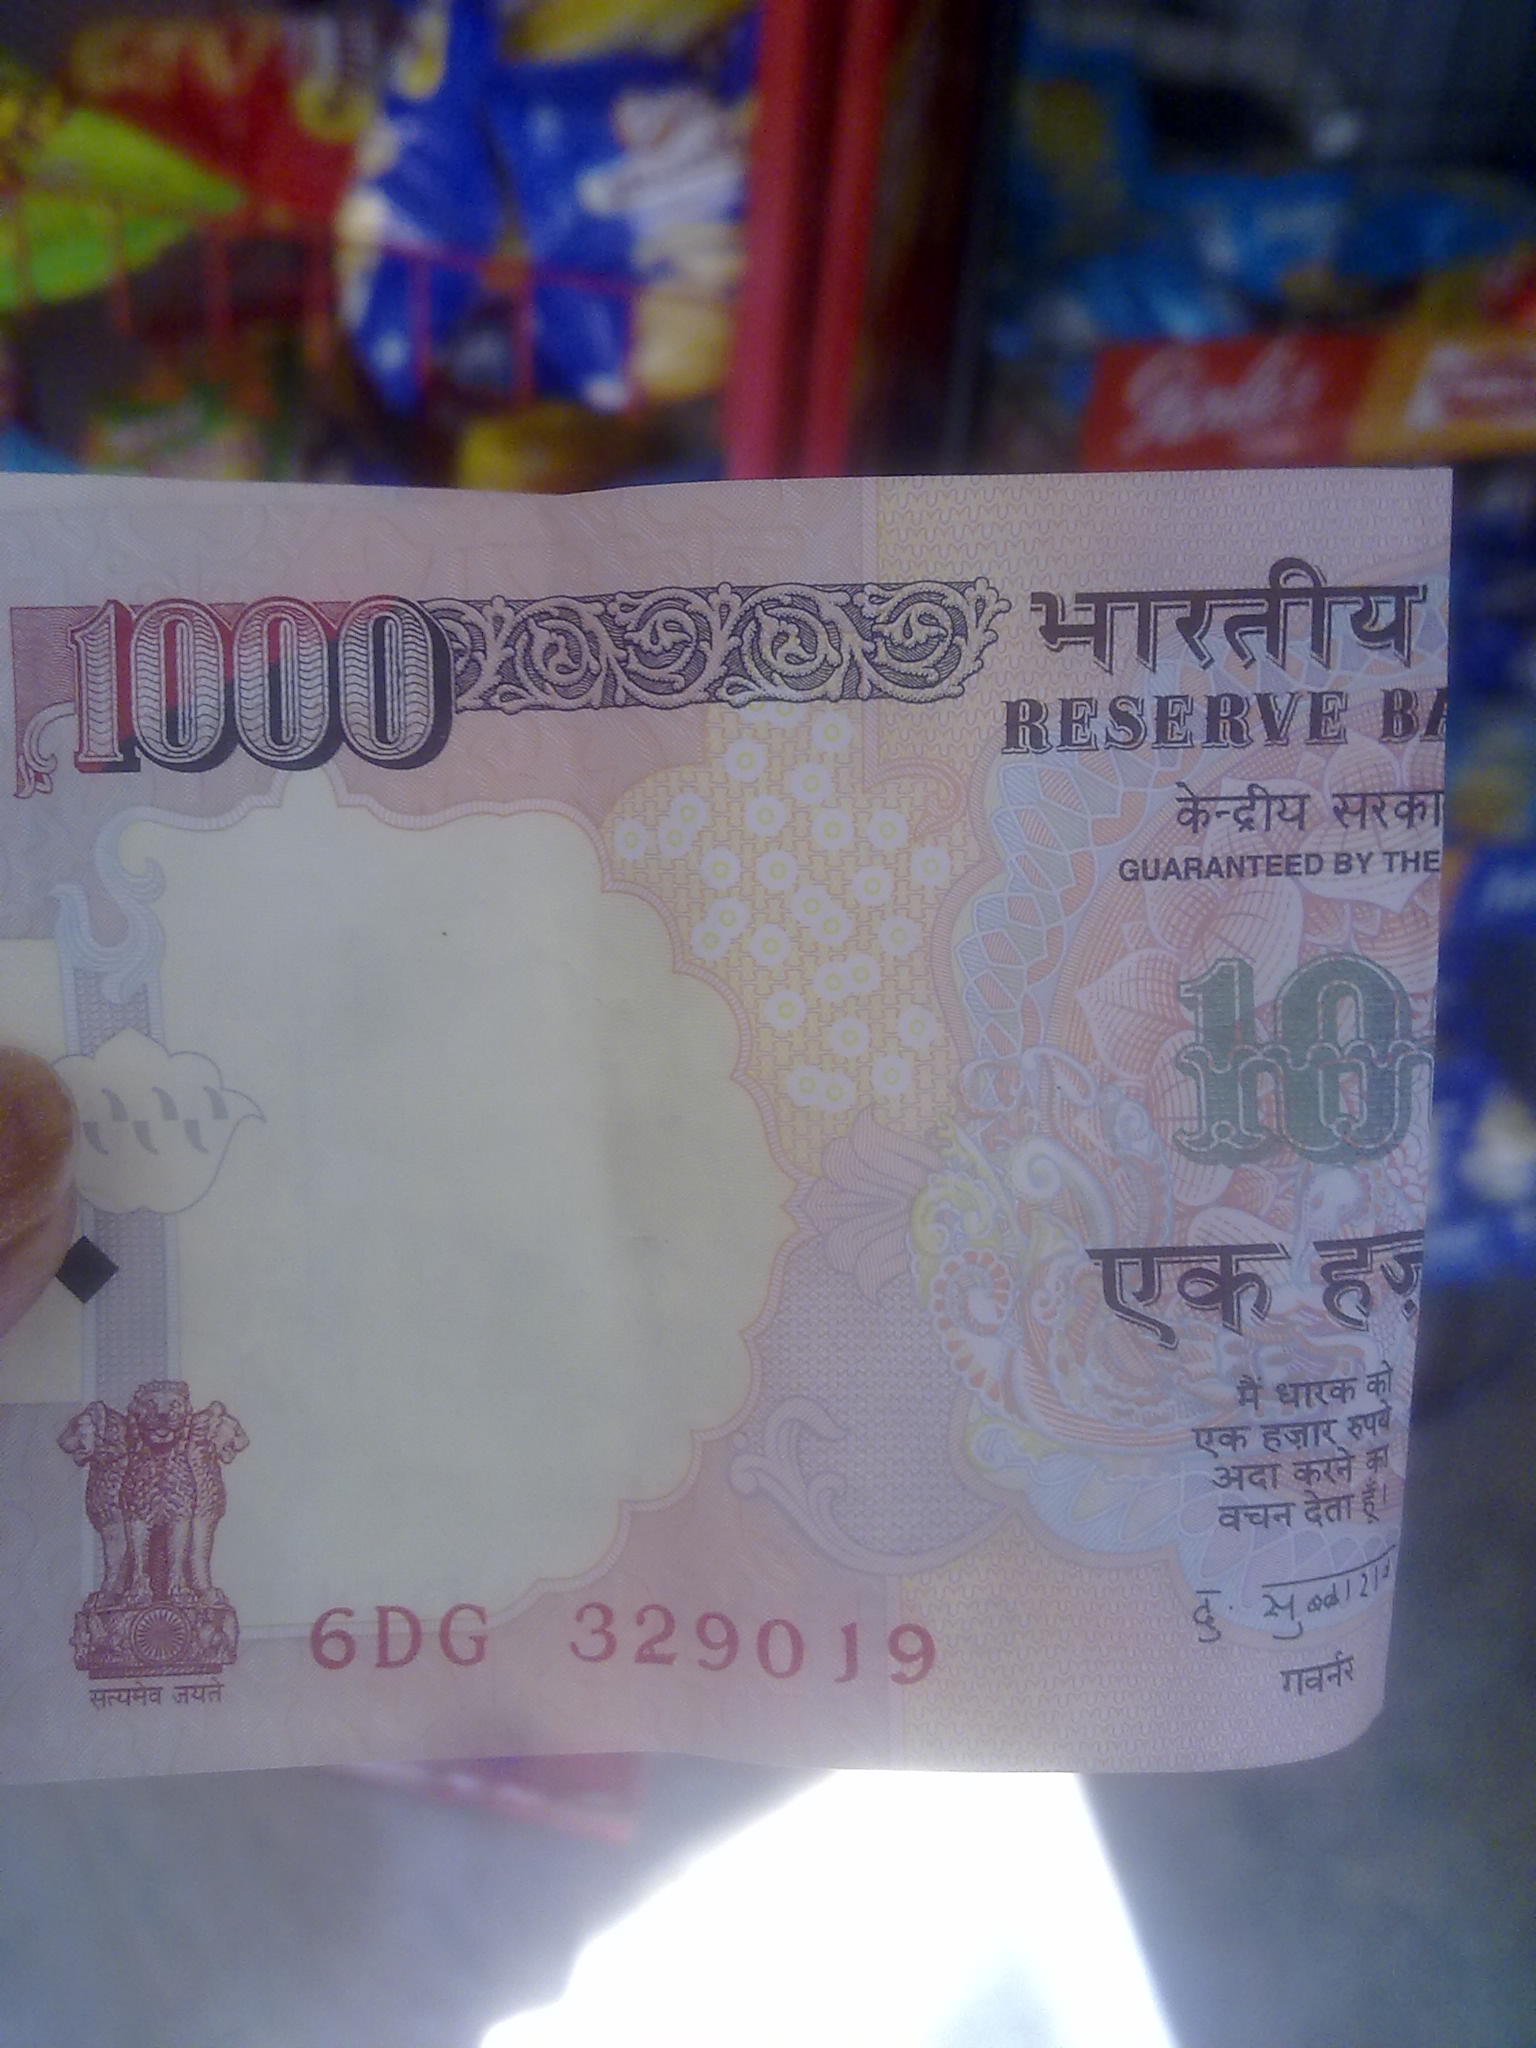 1000
भारतीय
RESERVE BA
केन्द्रीय सरका
GUARANTEED BY THE
10
एक हज़
मैं धारक को
एक हज़ार रुपये
अदा करने का
वचन देता हूँ।
गवर्नर
6DG 329019
सत्यमेव जयते
Parle's